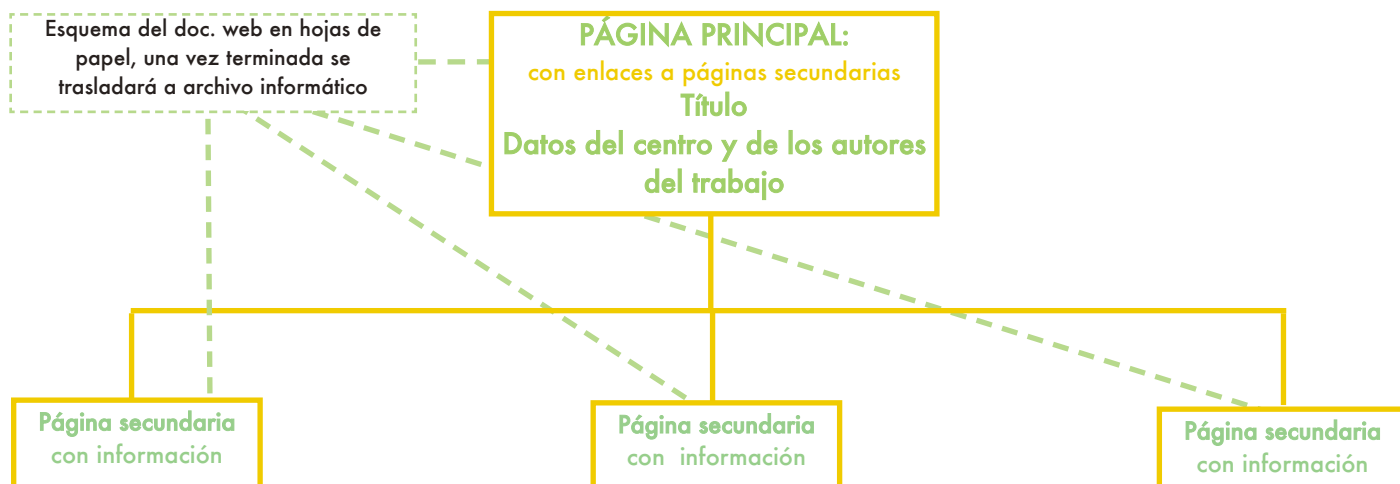 Esquema del doc. web en hojas de
papel, una vez terminada se
trasladará a archivo informático
PÁGINA PRINCIPAL:
con enlaces a páginas secundarias
Título
Datos del centro y de los autores
del trabajo
Página secundaria
con información
Página secundaria
con información
Página secundaria
con información